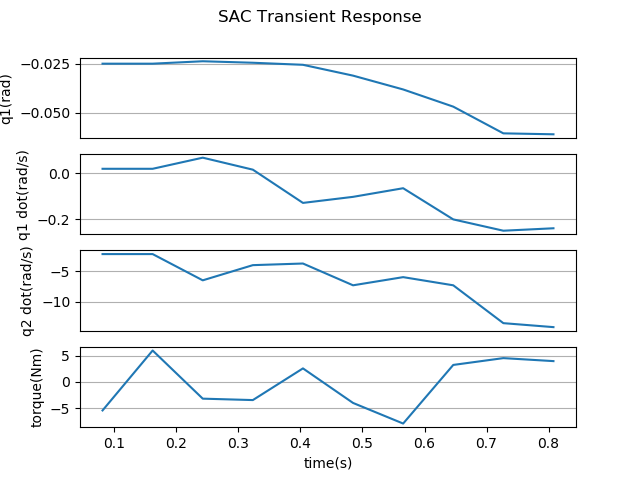 SAC Transient Response
q1(rad)
−0.025
−0.050
q1 dot(rad/s)
0.0
−0.2
q2 dot(rad/s)
−5
−10
torque(Nm)
5
0
−5
0.1 0.2 0.3 0.4 0.5 0.6 0.7 0.8
time(s)